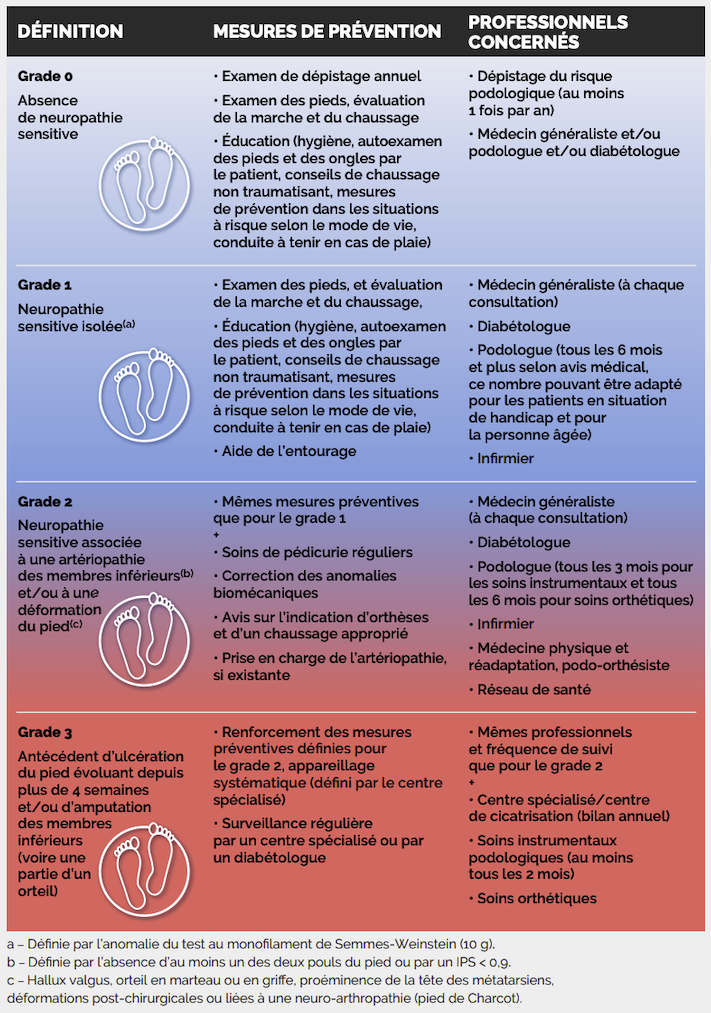 DÉFINITION
MESURES DE PRÉVENTION
PROFESSIONNELS
CONCERNÉS
Grade 0
Absence
de neuropathie
sensitive
• Examen de dépistage annuel
• Examen des pieds, évaluation
de la marche et du chaussage
• Éducation (hygiène, autoexamen
des pieds et des ongles par
le patient, conseils de chaussage
non traumatisant, mesures
de prévention dans les situations
à risque selon le mode de vie,
conduite à tenir en cas de plaie)
• Dépistage du risque
podologique (au moins
1 fois par an)
• Médecin généraliste et/ou
podologue et/ou diabétologue
Grade 1
Neuropathie
sensitive isolée(a)
• Examen des pieds, et évaluation
de la marche et du chaussage,
• Éducation (hygiène, autoexamen
des pieds et des ongles par
le patient, conseils de chaussage
non traumatisant, mesures
de prévention dans les situations
à risque selon le mode de vie,
conduite à tenir en cas de plaie)
• Aide de l'entourage
• Médecin généraliste (à chaque
consultation)
• Diabétologue
• Podologue (tous les 6 mois
et plus selon avis médical,
ce nombre pouvant être adapté
pour les patients en situation
de handicap et pour
la personne âgée)
• Infirmier
Grade 2
Neuropathie
sensitive associée
à une artériopathie
des membres inférieurs(b)
et/ou à une
déformation
du pied(c)
• Mêmes mesures préventives
que pour le grade 1
+
• Soins de pédicurie réguliers
• Correction des anomalies
biomécaniques
• Avis sur l'indication d'orthèses
et d'un chaussage approprié
• Prise en charge de l'artériopathie,
si existante
• Médecin généraliste
(à chaque consultation)
• Diabétologue
• Podologue (tous les 3 mois pour
les soins instrumentaux et tous
les 6 mois pour soins orthétiques)
• Infirmier
• Médecine physique et
réadaptation, podo-orthésiste
• Réseau de santé
Grade 3
Antécédent d'ulcération
du pied évoluant depuis
plus de 4 semaines
et/ou d'amputation
des membres
inférieurs
(voire une
partie d'un
orteil)
• Renforcement des mesures
préventives définies pour
le grade 2, appareillage
systématique (défini par le centre
spécialisé)
• Surveillance régulière
par un centre spécialisé ou par
un diabétologue
• Mêmes professionnels
et fréquence de suivi
que pour le grade 2
+
• Centre spécialisé/centre
de cicatrisation (bilan annuel)
• Soins instrumentaux
podologiques (au moins
tous les 2 mois)
• Soins orthétiques
a – Définie par l'anomalie du test au monofilament de Semmes-Weinstein (10 g).
b – Définie par l'absence d'au moins un des deux pouls du pied ou par un IPS < 0,9.
c – Hallux valgus, orteil en marteau ou en griffe, proéminence de la tête des métatarsiens,
déformations post-chirurgicales ou liées à une neuro-arthropathie (pied de Charcot).